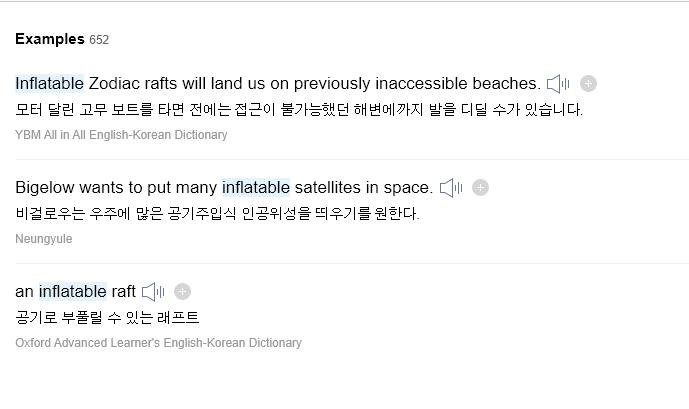 Examples 652
Inflatable Zodiac rafts will land us on previously inaccessible beaches.
모터 달린 고무 보트를 타면 전에는 접근이 불가능했던 해변에까지 발을 디딜 수가 있습니다.
YBM All in All English-Korean Dictionary
Bigelow wants to put many inflatable satellites in space.
비걸로우는 우주에 많은 공기주입식 인공위성을 띄우기를 원한다.
Neungyule
an inflatable raft
공기로 부풀릴 수 있는 래프트
Oxford Advanced Learner's English-Korean Dictionary